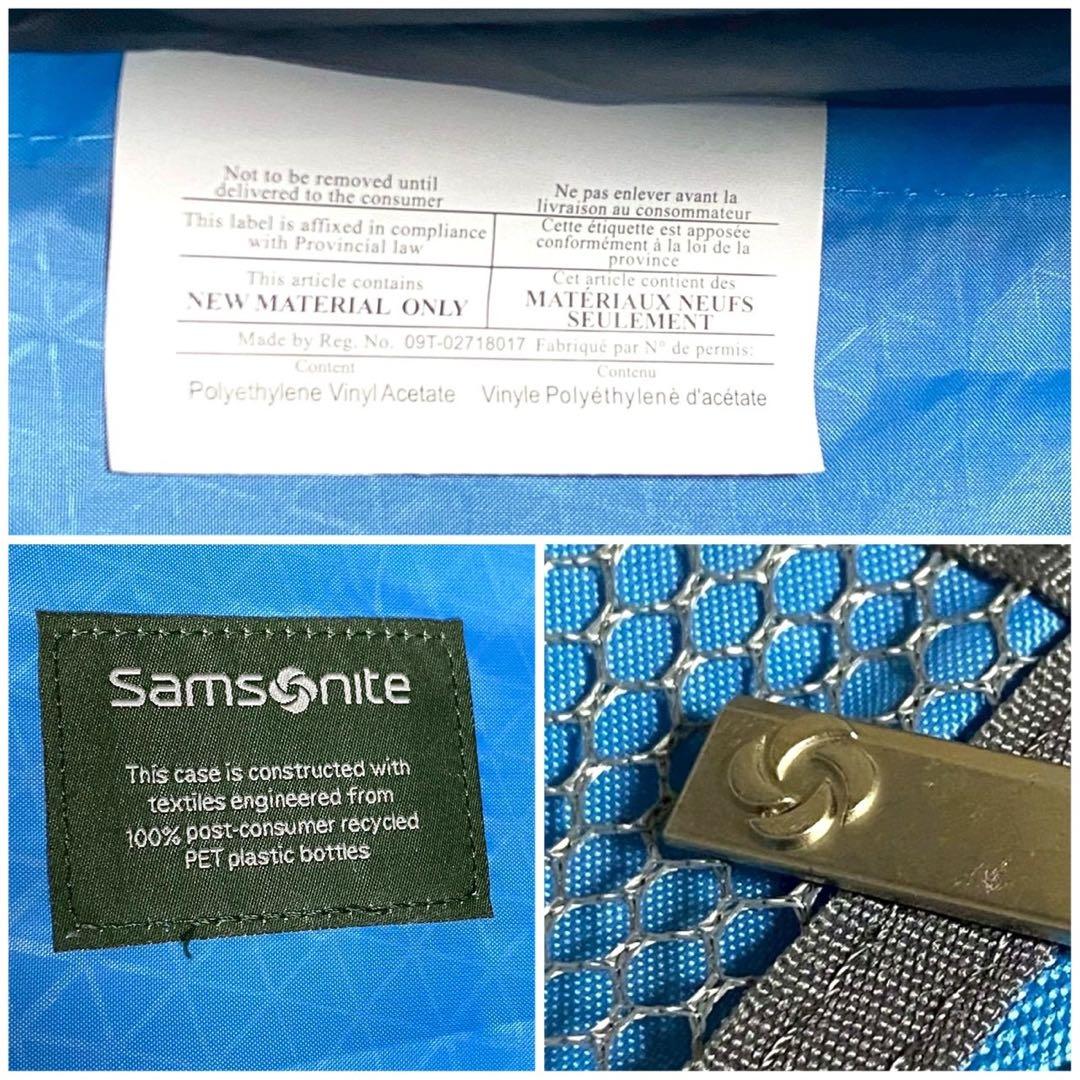 Not to be removed until
delivered to the consumer
Ne pas enlever avant la
livraison au consommateur
This label is affixed in compliance
with Provincial law
Cette étiquette est apposée
conformément à la loi de la
province
This article contains
NEW MATERIAL ONLY
Cet article contient des
MATÉRIAUX NEUFS
SEULEMENT
Made by Reg. No. 09T-02718017 Fabriqué par N° de permis:
Content
Polyethylene Vinyl Acetate
Contenu
Vinyle Polyéthylenè d'acétate
Samsonite
This case is constructed with
textiles engineered from
100% post-consumer recycled
PET plastic bottles